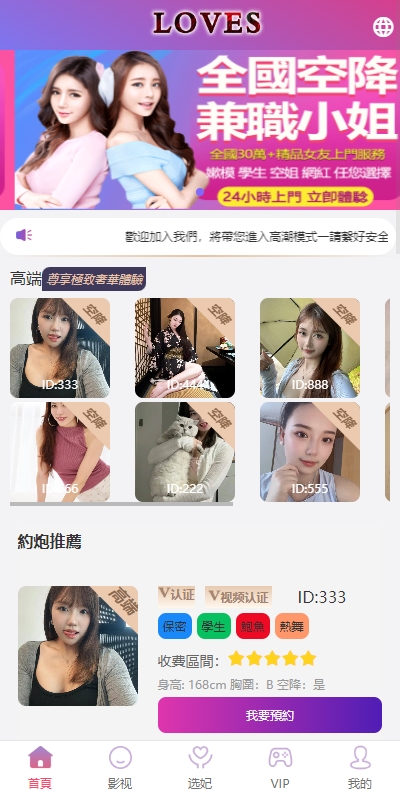 LOVES
全國空降
兼職小姐
全國30萬+精品女友上門服務
嫩模 學生 空姐 網紅 任您選擇
24小時上門 立即體驗
歡迎加入我們，將帶您進入高潮模式一請繫好安全
高端 尊享極致奢華體驗
空降 空降 空降
ID:333 ID:4444 ID:888
空降 空降 空降
ID:222 ID:555
約炮推薦
高端
V认证 V视频认证 ID:333
保密 學生 鮑魚 熱舞
收费區間：
身高: 168cm 胸圍：B 空降：是
我要預約
首頁 影视 选妃 VIP 我的